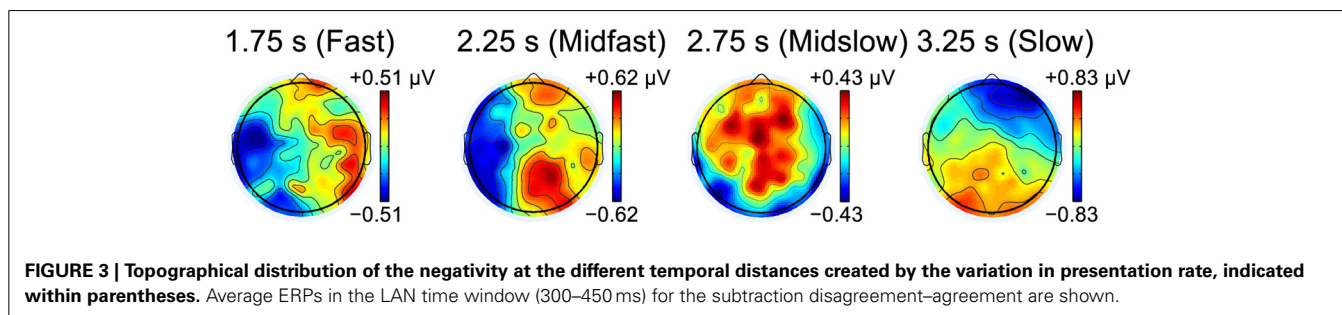 1.75 s (Fast) 2.25 s (Midfast) 2.75 s (Midslow) 3.25 s (Slow)
+0.51 µV +0.62 µV +0.43 µV +0.83 µV
−0.51 −0.62 −0.43 −0.83
FIGURE 3 | Topographical distribution of the negativity at the different temporal distances created by the variation in presentation rate, indicated
within parentheses. Average ERPs in the LAN time window (300–450 ms) for the subtraction disagreement–agreement are shown.